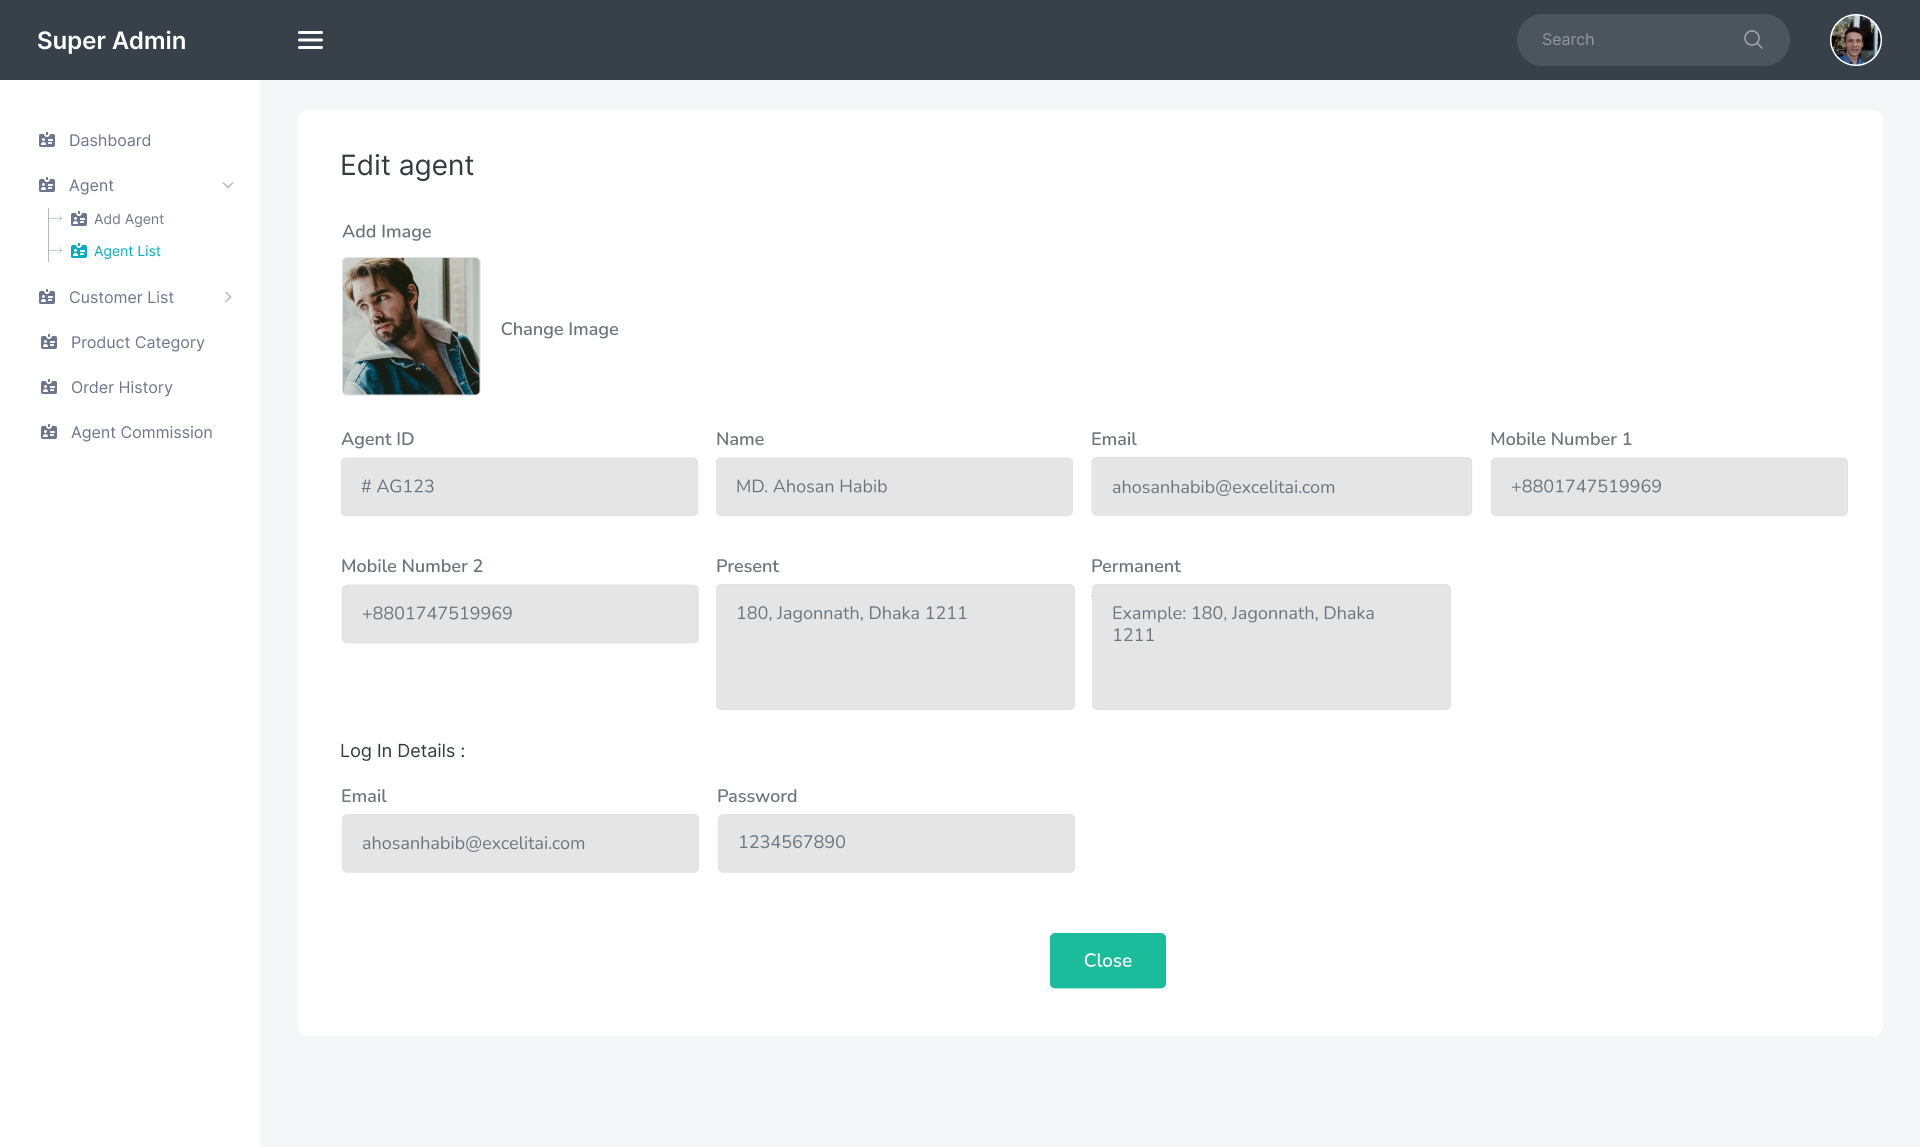 Super Admin
Search
Dashboard
Agent
Add Agent
Agent List
Customer List
Product Category
Order History
Agent Commission
Edit agent
Add Image
Change Image
Agent ID
Name
Email
Mobile Number 1
# AG123
MD. Ahosan Habib
ahosanhabib@excelitai.com
+8801747519969
Mobile Number 2
Present
Permanent
+8801747519969
180, Jagonnath, Dhaka 1211
Example: 180, Jagonnath, Dhaka
1211
Log In Details :
Email
Password
ahosanhabib@excelitai.com
1234567890
Close